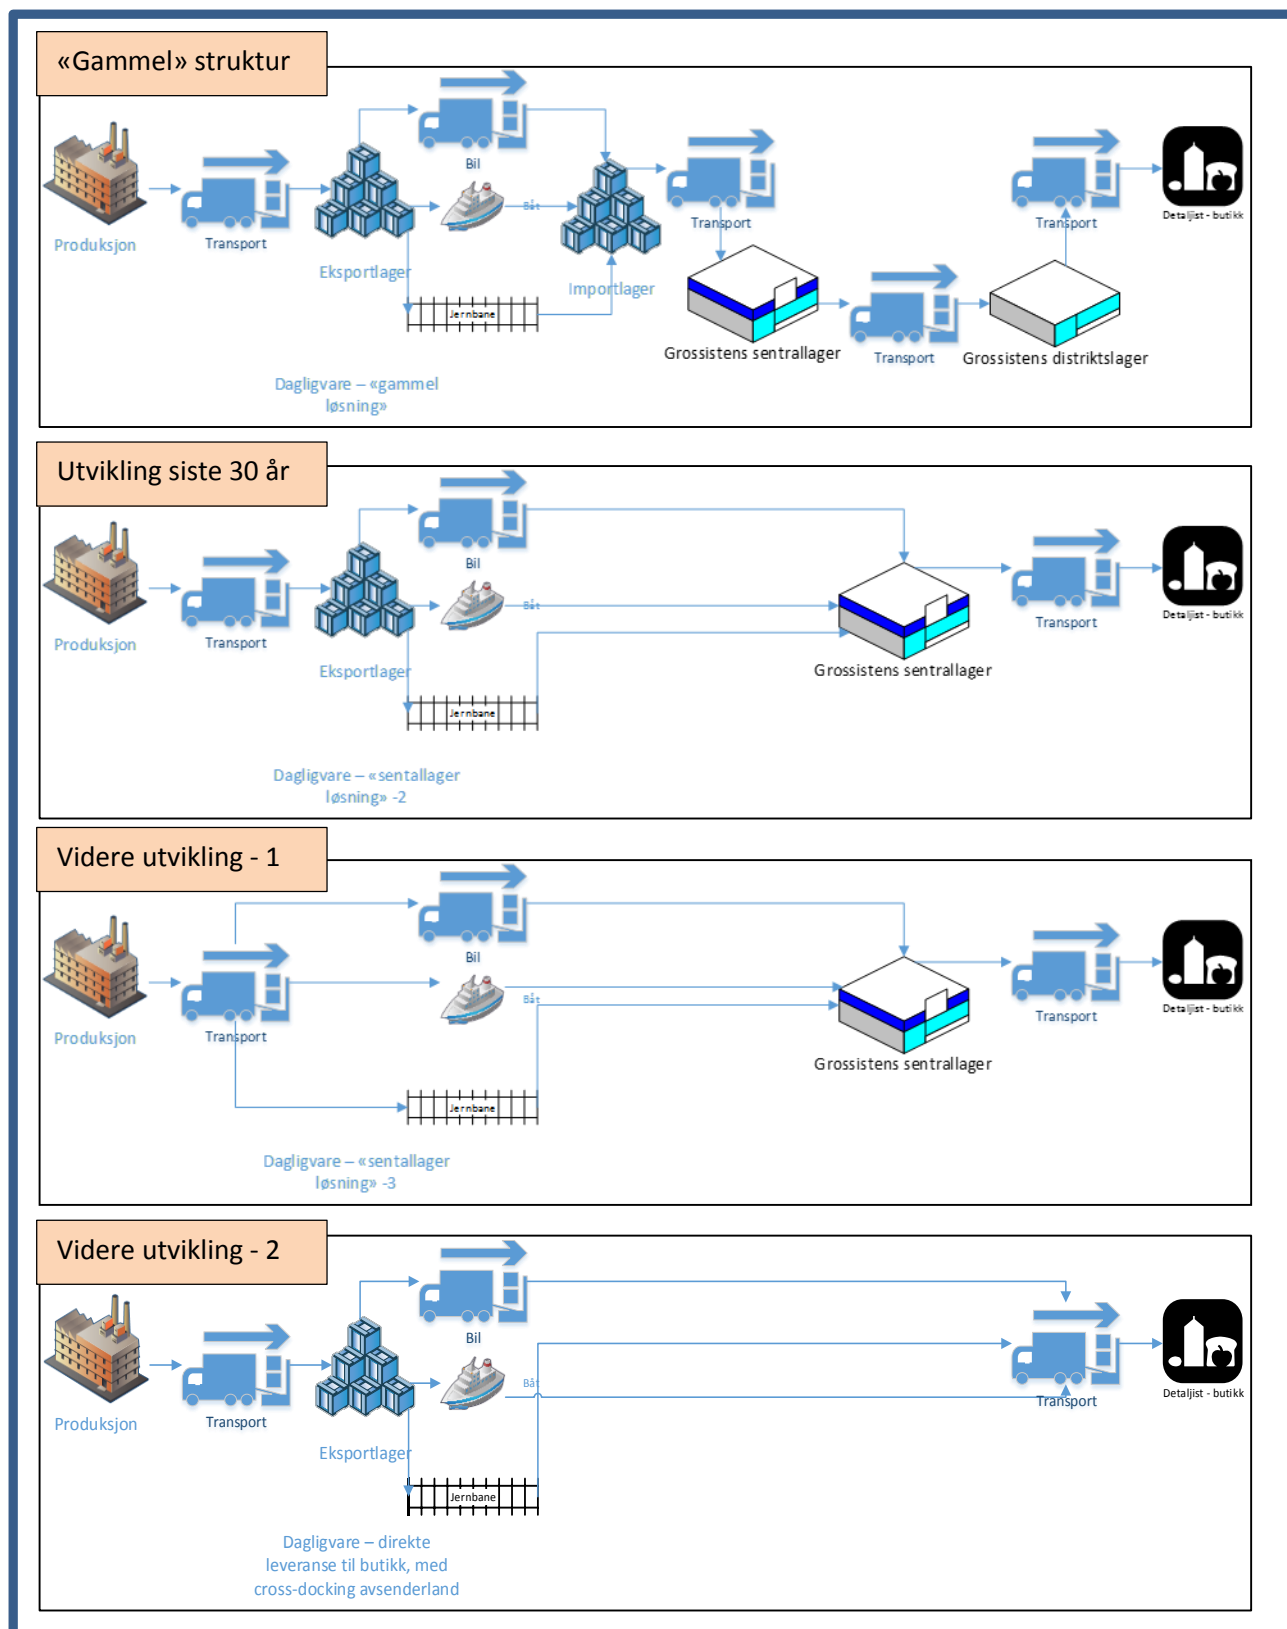 «Gammel» struktur
Bil
Båt
Produksjon
Transport
Eksportlager
Importlager
Transport
Transport
Detaljist - butikk
Jernbane
Grossistens sentrallager
Transport
Grossistens distriktslager
Dagligvare – «gammel
løsning»
Utvikling siste 30 år
Bil
Båt
Produksjon
Transport
Eksportlager
Transport
Detaljist - butikk
Grossistens sentrallager
Jernbane
Dagligvare – «sentallager
løsning» -2
Videre utvikling - 1
Bil
Båt
Produksjon
Transport
Transport
Detaljist - butikk
Grossistens sentrallager
Jernbane
Dagligvare – «sentallager
løsning» -3
Videre utvikling - 2
Bil
Båt
Produksjon
Transport
Eksportlager
Transport
Detaljist - butikk
Jernbane
Dagligvare – direkte
leveranse til butikk, med
cross-docking avsenderland